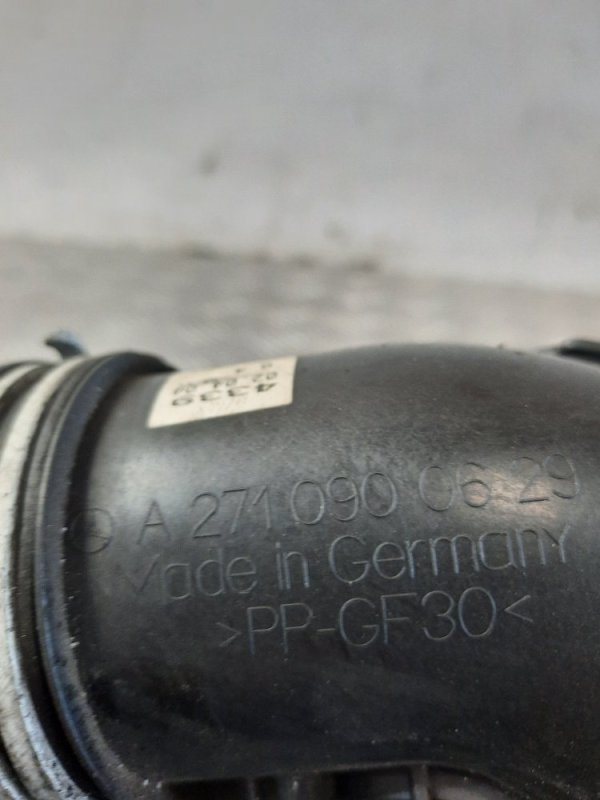 A 271 090 06 29
Made in Germany
>PP-GF30<